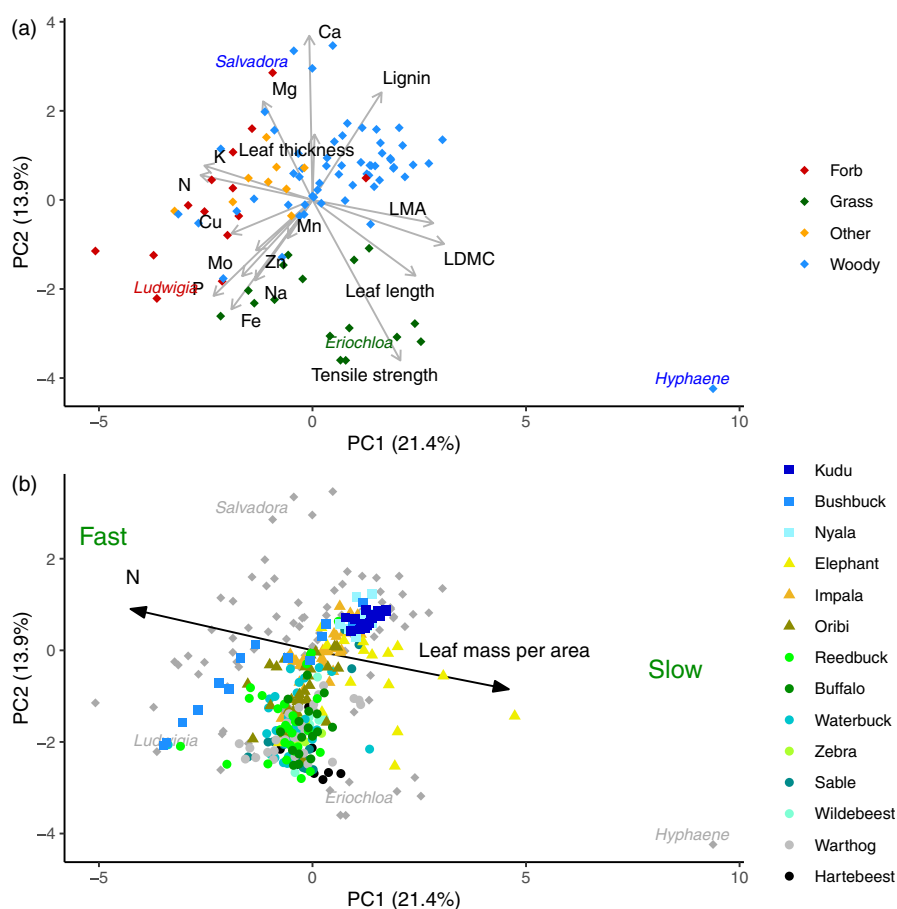 (a)
4
2
0
−2
−4
PC2 (13.9%)
Ca
Salvadora
Lignin
Mg
Leaf thickness
K
N
LMA
Cu
Mn
LDMC
Mo
Zn
Ludwigia
P
Na
Leaf length
Fe
Eriochloa
Tensile strength
Hyphaene
−5
0
5
10
PC1 (21.4%)
Forb
Grass
Other
Woody
(b)
2
0
−2
−4
PC2 (13.9%)
Salvadora
Fast
N
Leaf mass per area
Slow
Ludwigia
Eriochloa
Hyphaene
−5
0
5
10
PC1 (21.4%)
Kudu
Bushbuck
Nyala
Elephant
Impala
Oribi
Reedbuck
Buffalo
Waterbuck
Zebra
Sable
Wildebeest
Warthog
Hartebeest